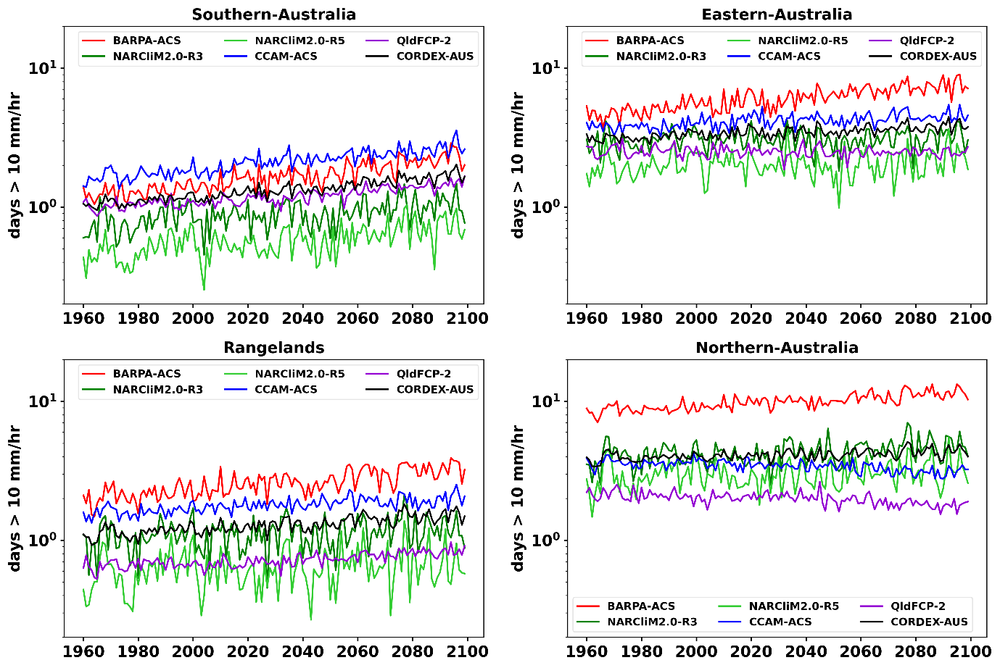 Southern-Australia
BARPA-ACS NARCliM2.0-R5 QldFCP-2
NARCliM2.0-R3 CCAM-ACS CORDEX-AUS
days > 10 mm/hr
10¹
10⁰
1960 1980 2000 2020 2040 2060 2080 2100
Eastern-Australia
BARPA-ACS NARCliM2.0-R5 QldFCP-2
NARCliM2.0-R3 CCAM-ACS CORDEX-AUS
days > 10 mm/hr
10¹
10⁰
1960 1980 2000 2020 2040 2060 2080 2100
Rangelands
BARPA-ACS NARCliM2.0-R5 QldFCP-2
NARCliM2.0-R3 CCAM-ACS CORDEX-AUS
days > 10 mm/hr
10¹
10⁰
1960 1980 2000 2020 2040 2060 2080 2100
Northern-Australia
days > 10 mm/hr
10¹
10⁰
BARPA-ACS NARCliM2.0-R5 QldFCP-2
NARCliM2.0-R3 CCAM-ACS CORDEX-AUS
1960 1980 2000 2020 2040 2060 2080 2100